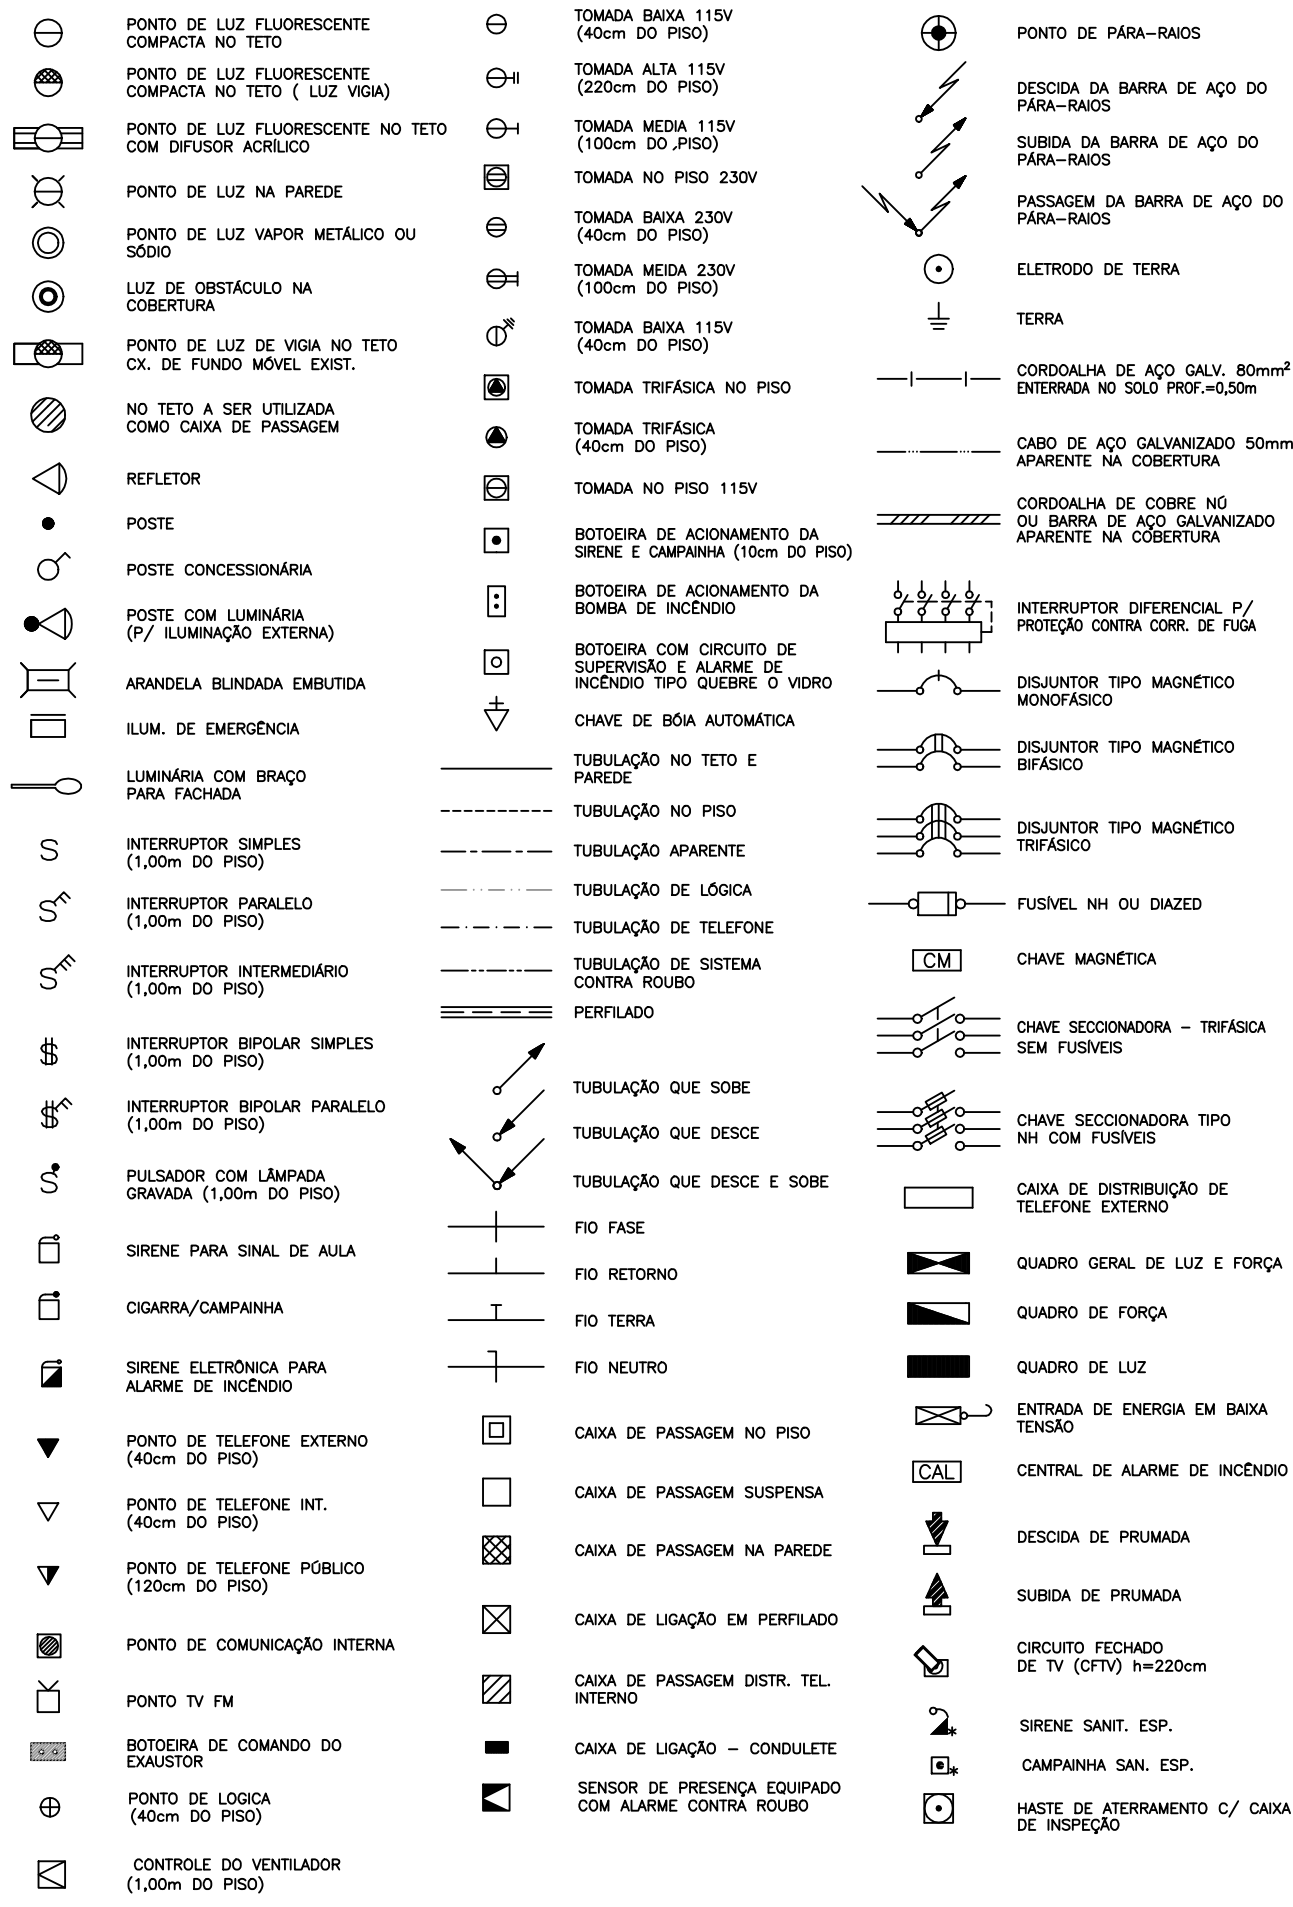 PONTO DE LUZ FLUORESCENTE
COMPACTA NO TETO
PONTO DE LUZ FLUORESCENTE
COMPACTA NO TETO ( LUZ VIGIA)
PONTO DE LUZ FLUORESCENTE NO TETO
COM DIFUSOR ACRÍLICO
PONTO DE LUZ NA PAREDE
PONTO DE LUZ VAPOR METÁLICO OU
SÓDIO
LUZ DE OBSTÁCULO NA
COBERTURA
PONTO DE LUZ DE VIGIA NO TETO
CX. DE FUNDO MÓVEL EXIST.
NO TETO A SER UTILIZADA
COMO CAIXA DE PASSAGEM
REFLETOR
POSTE
POSTE CONCESSIONÁRIA
POSTE COM LUMINÁRIA
(P/ ILUMINAÇÃO EXTERNA)
ARANDELA BLINDADA EMBUTIDA
ILUM. DE EMERGÊNCIA
LUMINÁRIA COM BRAÇO
PARA FACHADA
S INTERRUPTOR SIMPLES
(1,00m DO PISO)
S INTERRUPTOR PARALELO
(1,00m DO PISO)
S INTERRUPTOR INTERMEDIÁRIO
(1,00m DO PISO)
$ INTERRUPTOR BIPOLAR SIMPLES
(1,00m DO PISO)
$ INTERRUPTOR BIPOLAR PARALELO
(1,00m DO PISO)
S PULSADOR COM LÂMPADA
GRAVADA (1,00m DO PISO)
SIRENE PARA SINAL DE AULA
CIGARRA/CAMPAINHA
SIRENE ELETRÔNICA PARA
ALARME DE INCÊNDIO
PONTO DE TELEFONE EXTERNO
(40cm DO PISO)
PONTO DE TELEFONE INT.
(40cm DO PISO)
PONTO DE TELEFONE PÚBLICO
(120cm DO PISO)
PONTO DE COMUNICAÇÃO INTERNA
PONTO TV FM
BOTOEIRA DE COMANDO DO
EXAUSTOR
PONTO DE LOGICA
(40cm DO PISO)
CONTROLE DO VENTILADOR
(1,00m DO PISO)
TOMADA BAIXA 115V
(40cm DO PISO)
TOMADA ALTA 115V
(220cm DO PISO)
TOMADA MEDIA 115V
(100cm DO ,PISO)
TOMADA NO PISO 230V
TOMADA BAIXA 230V
(40cm DO PISO)
TOMADA MEIDA 230V
(100cm DO PISO)
TOMADA BAIXA 115V
(40cm DO PISO)
TOMADA TRIFÁSICA NO PISO
TOMADA TRIFÁSICA
(40cm DO PISO)
TOMADA NO PISO 115V
BOTOEIRA DE ACIONAMENTO DA
SIRENE E CAMPAINHA (10cm DO PISO)
BOTOEIRA DE ACIONAMENTO DA
BOMBA DE INCÊNDIO
BOTOEIRA COM CIRCUITO DE
SUPERVISÃO E ALARME DE
INCÊNDIO TIPO QUEBRE O VIDRO
CHAVE DE BÓIA AUTOMÁTICA
TUBULAÇÃO NO TETO E
PAREDE
TUBULAÇÃO NO PISO
TUBULAÇÃO APARENTE
TUBULAÇÃO DE LÓGICA
TUBULAÇÃO DE TELEFONE
TUBULAÇÃO DE SISTEMA
CONTRA ROUBO
PERFILADO
TUBULAÇÃO QUE SOBE
TUBULAÇÃO QUE DESCE
TUBULAÇÃO QUE DESCE E SOBE
FIO FASE
FIO RETORNO
FIO TERRA
FIO NEUTRO
CAIXA DE PASSAGEM NO PISO
CAIXA DE PASSAGEM SUSPENSA
CAIXA DE PASSAGEM NA PAREDE
CAIXA DE LIGAÇÃO EM PERFILADO
CAIXA DE PASSAGEM DISTR. TEL.
INTERNO
CAIXA DE LIGAÇÃO – CONDULETE
SENSOR DE PRESENÇA EQUIPADO
COM ALARME CONTRA ROUBO
PONTO DE PÁRA–RAIOS
DESCIDA DA BARRA DE AÇO DO
PÁRA–RAIOS
SUBIDA DA BARRA DE AÇO DO
PÁRA–RAIOS
PASSAGEM DA BARRA DE AÇO DO
PÁRA–RAIOS
ELETRODO DE TERRA
TERRA
CORDOALHA DE AÇO GALV. 80mm²
ENTERRADA NO SOLO PROF.=0,50m
CABO DE AÇO GALVANIZADO 50mm
APARENTE NA COBERTURA
CORDOALHA DE COBRE NÚ
OU BARRA DE AÇO GALVANIZADO
APARENTE NA COBERTURA
INTERRUPTOR DIFERENCIAL P/
PROTEÇÃO CONTRA CORR. DE FUGA
DISJUNTOR TIPO MAGNÉTICO
MONOFÁSICO
DISJUNTOR TIPO MAGNÉTICO
BIFÁSICO
DISJUNTOR TIPO MAGNÉTICO
TRIFÁSICO
FUSÍVEL NH OU DIAZED
CM CHAVE MAGNÉTICA
CHAVE SECCIONADORA – TRIFÁSICA
SEM FUSÍVEIS
CHAVE SECCIONADORA TIPO
NH COM FUSÍVEIS
CAIXA DE DISTRIBUIÇÃO DE
TELEFONE EXTERNO
QUADRO GERAL DE LUZ E FORÇA
QUADRO DE FORÇA
QUADRO DE LUZ
ENTRADA DE ENERGIA EM BAIXA
TENSÃO
CAL CENTRAL DE ALARME DE INCÊNDIO
DESCIDA DE PRUMADA
SUBIDA DE PRUMADA
CIRCUITO FECHADO
DE TV (CFTV) h=220cm
SIRENE SANIT. ESP.
CAMPAINHA SAN. ESP.
HASTE DE ATERRAMENTO C/ CAIXA
DE INSPEÇÃO